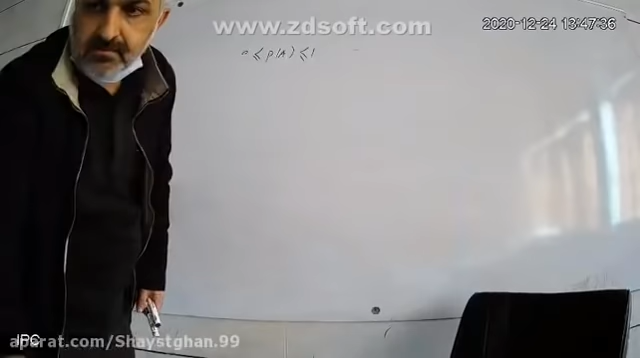 www.zdsoft.com
2020-12-24 13:47:36
0 ≤ P(A) ≤ 1
IPC
aparat.com/Shaystghan.99